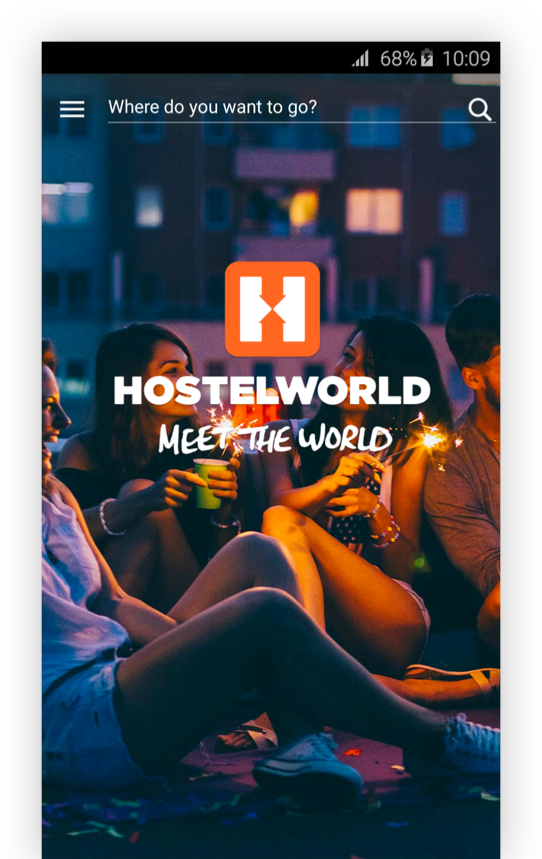 68% 10:09
Where do you want to go?
H
HOSTELWORLD
MEET THE WORLD